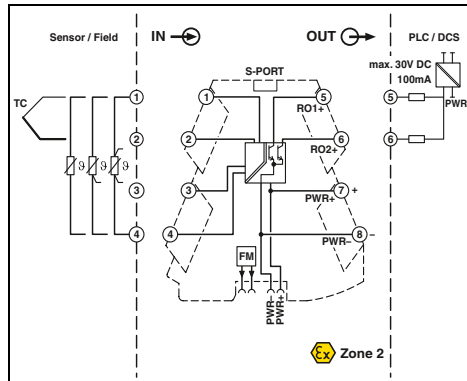 Sensor / Field
IN
OUT
PLC / DCS
S-PORT
max. 30V DC
100mA
PWR
TC
1
2
3
4
ϑ
ϑ
ϑ
1
2
3
4
5
RO1+
6
RO2+
7
+
PWR+
8
–
PWR–
5
6
FM
PWR–
PWR+
Ex
Zone 2